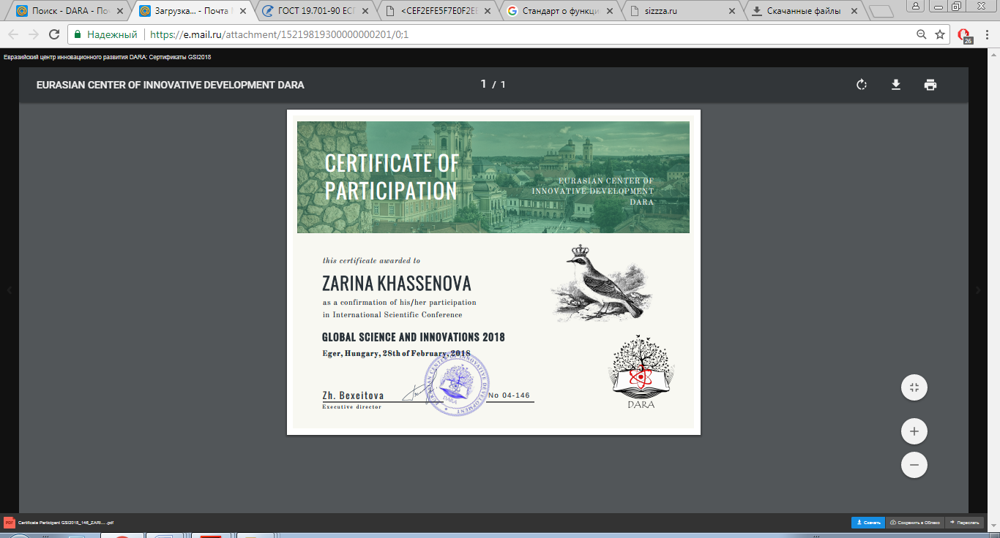 Поиск - DARA - По
Загрузка... - Почта
ГОСТ 19.701-90 ЕС
<CEF2EFE5F7E0F2EE
Стандарт о функци
sizzza.ru
Скачанные файлы
Надежный
https://e.mail.ru/attachment/15219819300000000201/0;1
26
Евразийский центр инновационного развития DARA: Сертификаты GSI2018
EURASIAN CENTER OF INNOVATIVE DEVELOPMENT DARA
1 / 1
CERTIFICATE OF
PARTICIPATION
EURASIAN CENTER OF
INNOVATIVE DEVELOPMENT
DARA
this certificate awarded to
ZARINA KHASSENOVA
as a confirmation of his/her participation
in International Scientific Conference
GLOBAL SCIENCE AND INNOVATIONS 2018
Eger, Hungary, 28th of February, 2018
Zh. Bexeitova
Executive director
EURASIAN CENTER OF INNOVATIVE DEVELOPMENT
DARA
No 04-146
DARA
PDF
Certificate Participant GSI2018_146_ZARI... .pdf
Скачать
Сохранить в Облако
Переслать